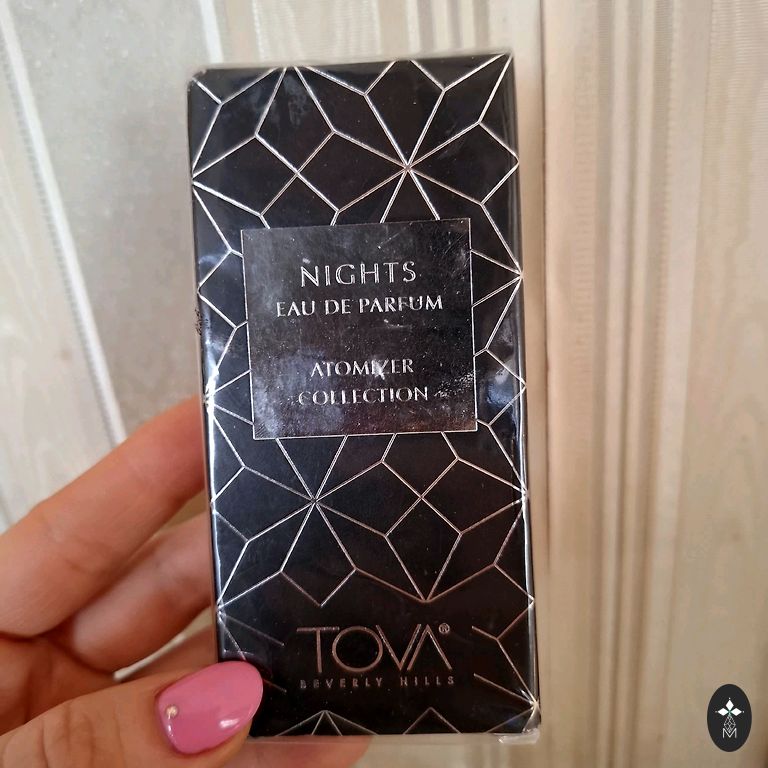 NIGHTS
EAU DE PARFUM
ATOMIZER
COLLECTION
TOVA®
BEVERLY HILLS
M